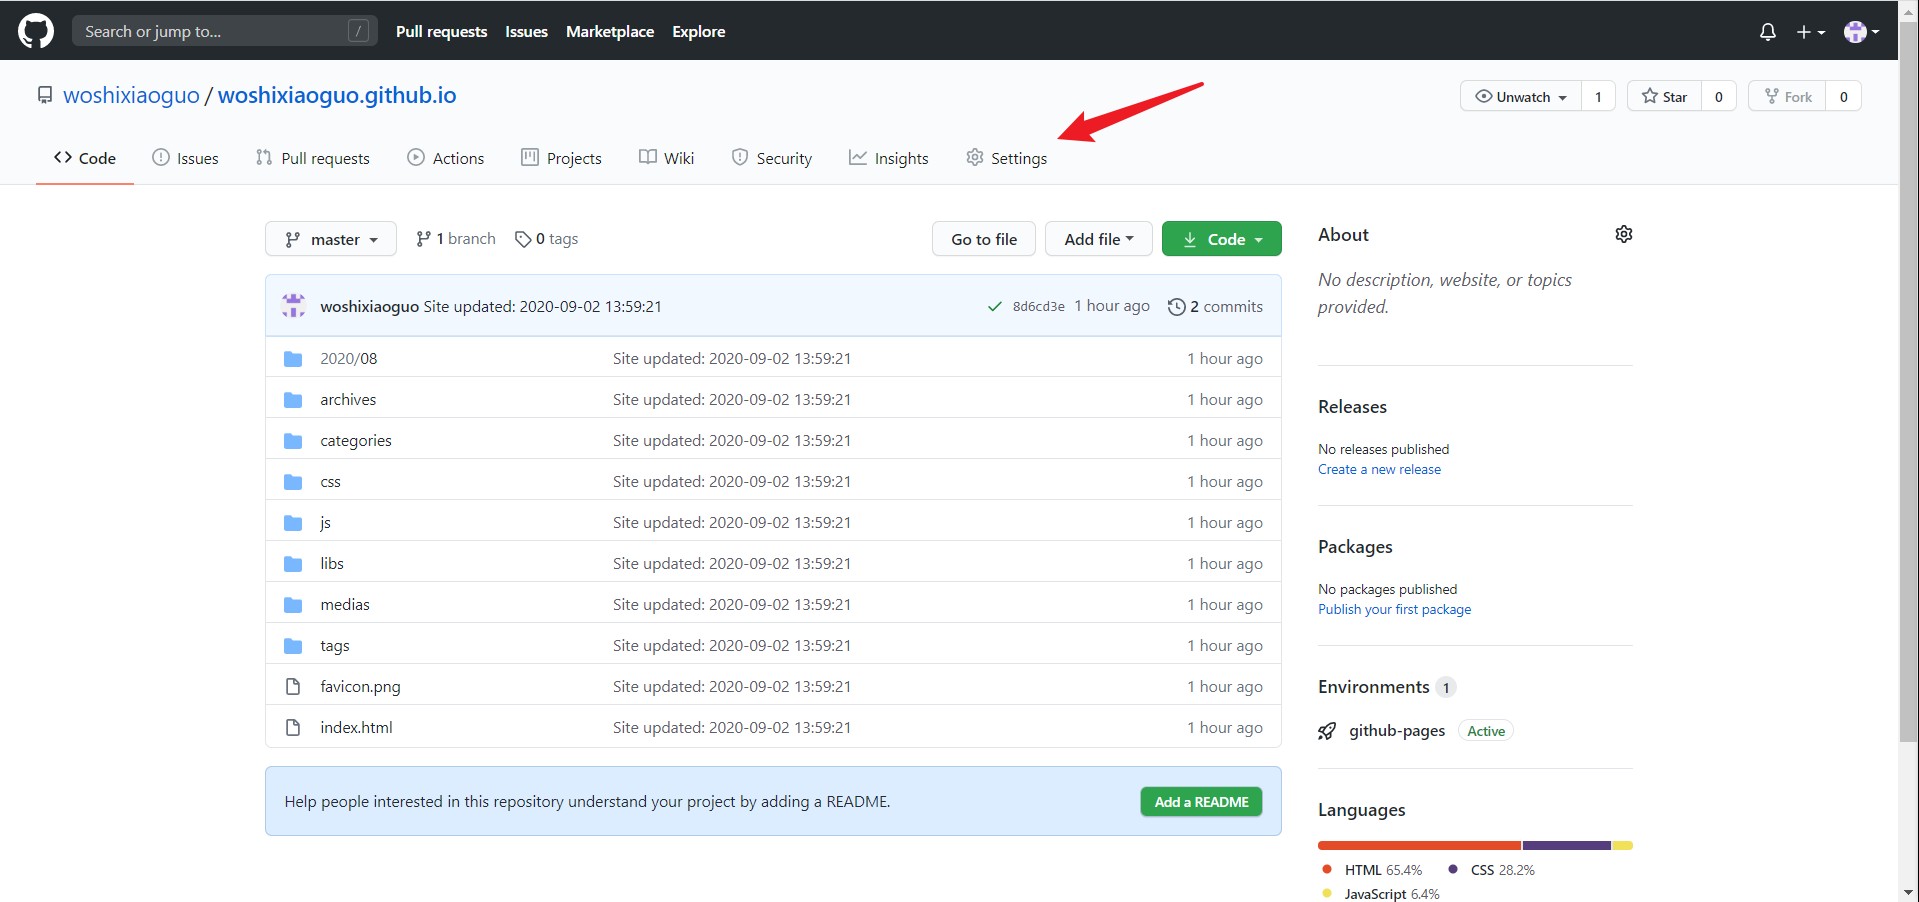 Search or jump to... / Pull requests Issues Marketplace Explore
woshixiaoguo / woshixiaoguo.github.io Unwatch 1 Star 0 Fork 0
Code Issues Pull requests Actions Projects Wiki Security Insights Settings
master 1 branch 0 tags Go to file Add file Code
woshixiaoguo Site updated: 2020-09-02 13:59:21 8d6cd3e 1 hour ago 2 commits
2020/08 Site updated: 2020-09-02 13:59:21 1 hour ago
archives Site updated: 2020-09-02 13:59:21 1 hour ago
categories Site updated: 2020-09-02 13:59:21 1 hour ago
css Site updated: 2020-09-02 13:59:21 1 hour ago
js Site updated: 2020-09-02 13:59:21 1 hour ago
libs Site updated: 2020-09-02 13:59:21 1 hour ago
medias Site updated: 2020-09-02 13:59:21 1 hour ago
tags Site updated: 2020-09-02 13:59:21 1 hour ago
favicon.png Site updated: 2020-09-02 13:59:21 1 hour ago
index.html Site updated: 2020-09-02 13:59:21 1 hour ago
Help people interested in this repository understand your project by adding a README. Add a README
About
No description, website, or topics
provided.
Releases
No releases published
Create a new release
Packages
No packages published
Publish your first package
Environments 1
github-pages Active
Languages
HTML 65.4% CSS 28.2%
JavaScript 6.4%